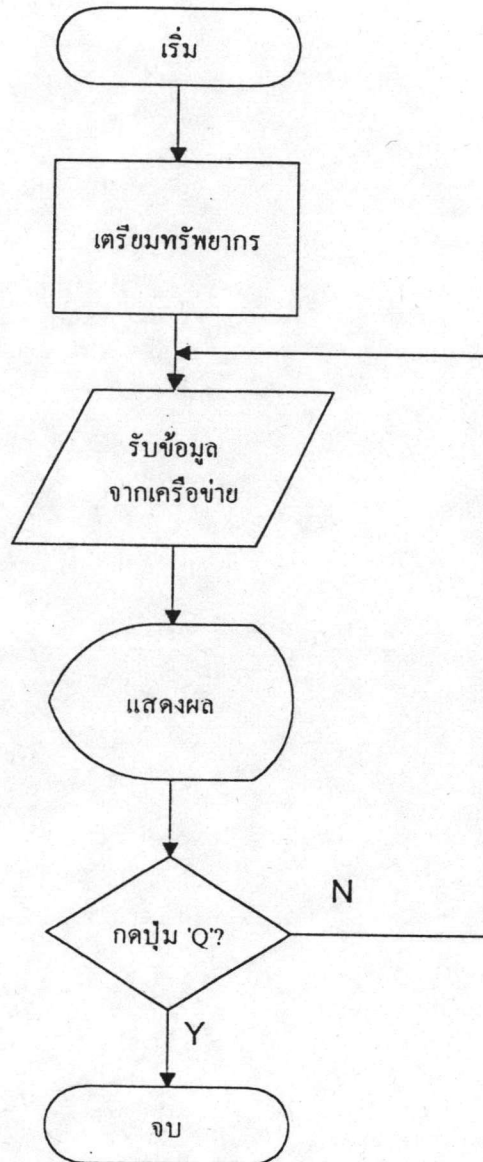 เริ่ม
เตรียมทรัพยากร
รับข้อมูล
จากเครือข่าย
แสดงผล
กดปุ่ม 'Q'?
N
Y
จบ